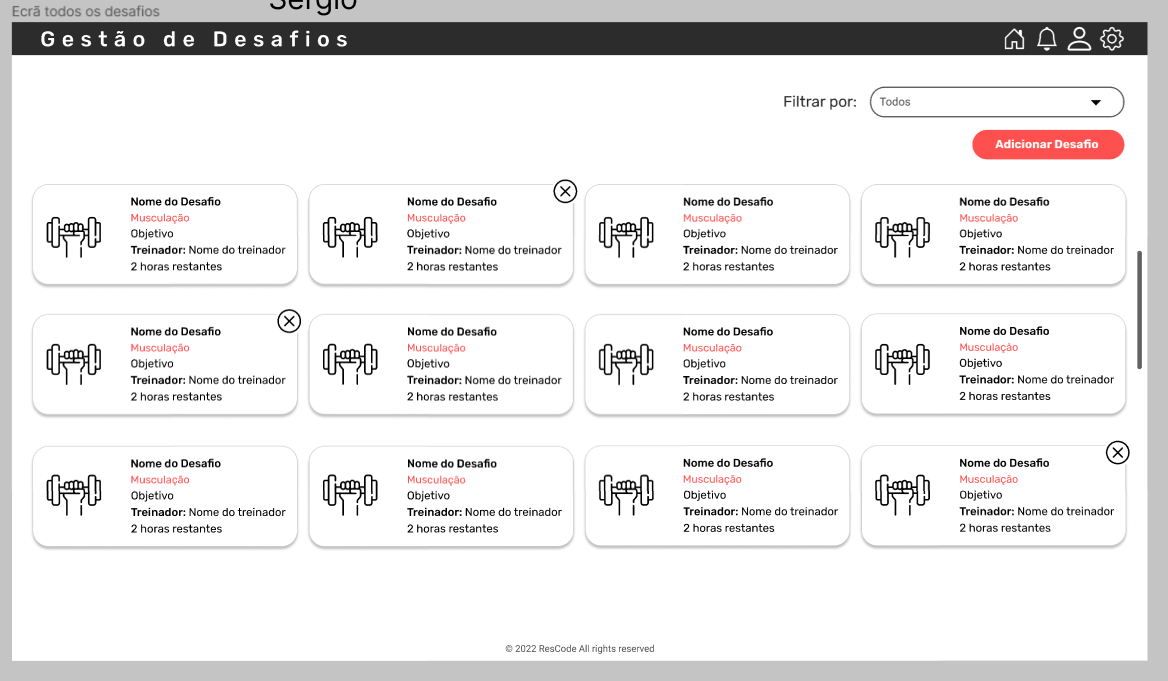 Ecrã todos os desafios
Sergio
Gestão de Desafios
Filtrar por:
Todos
Adicionar Desafio
Nome do Desafio
Musculação
Objetivo
Treinador: Nome do treinador
2 horas restantes
Nome do Desafio
Musculação
Objetivo
Treinador: Nome do treinador
2 horas restantes
Nome do Desafio
Musculação
Objetivo
Treinador: Nome do treinador
2 horas restantes
Nome do Desafio
Musculação
Objetivo
Treinador: Nome do treinador
2 horas restantes
Nome do Desafio
Musculação
Objetivo
Treinador: Nome do treinador
2 horas restantes
Nome do Desafio
Musculação
Objetivo
Treinador: Nome do treinador
2 horas restantes
Nome do Desafio
Musculação
Objetivo
Treinador: Nome do treinador
2 horas restantes
Nome do Desafio
Musculação
Objetivo
Treinador: Nome do treinador
2 horas restantes
Nome do Desafio
Musculação
Objetivo
Treinador: Nome do treinador
2 horas restantes
Nome do Desafio
Musculação
Objetivo
Treinador: Nome do treinador
2 horas restantes
Nome do Desafio
Musculação
Objetivo
Treinador: Nome do treinador
2 horas restantes
Nome do Desafio
Musculação
Objetivo
Treinador: Nome do treinador
2 horas restantes
© 2022 ResCode All rights reserved